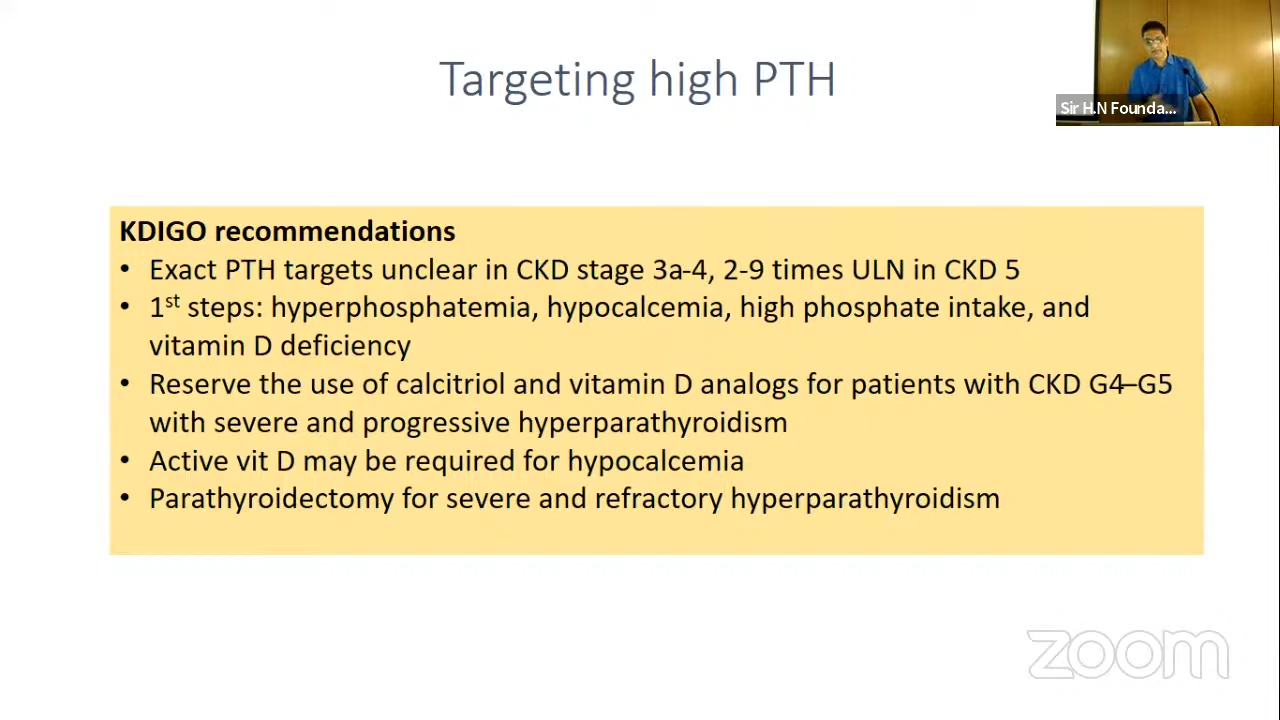 Targeting high PTH
Sir H.N Founda...
KDIGO recommendations
• Exact PTH targets unclear in CKD stage 3a-4, 2-9 times ULN in CKD 5
• 1st steps: hyperphosphatemia, hypocalcemia, high phosphate intake, and
vitamin D deficiency
• Reserve the use of calcitriol and vitamin D analogs for patients with CKD G4–G5
with severe and progressive hyperparathyroidism
• Active vit D may be required for hypocalcemia
• Parathyroidectomy for severe and refractory hyperparathyroidism
zoom